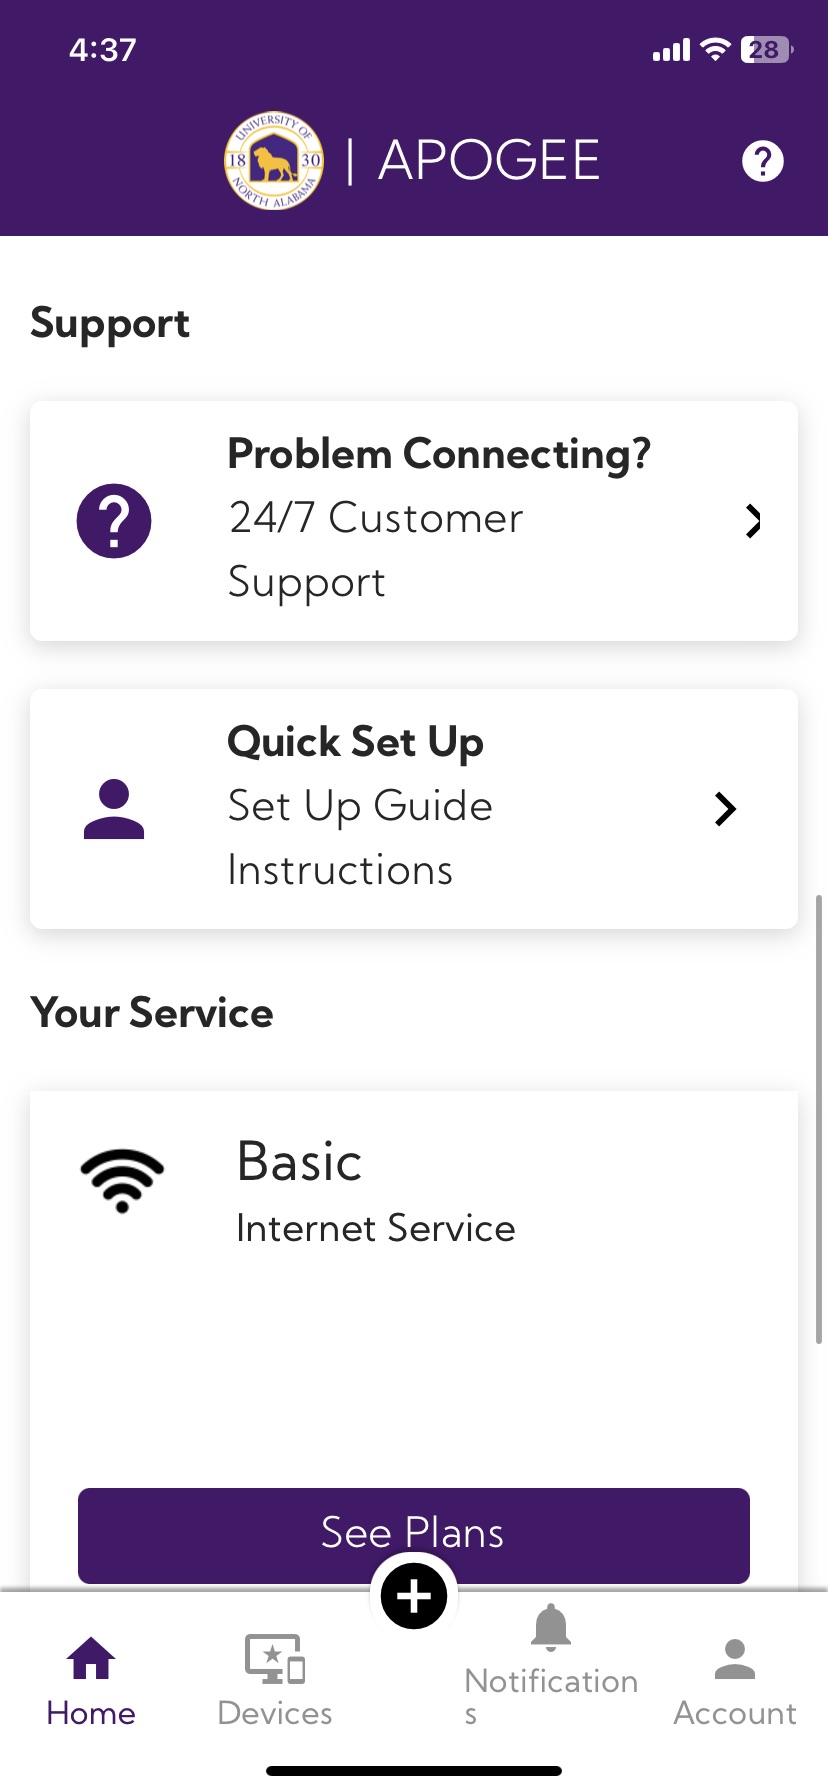 4:37
28
UNIVERSITY OF
18 30
NORTH ALABAMA
| APOGEE
?
Support
Problem Connecting?
24/7 Customer
Support
?
Quick Set Up
Set Up Guide
Instructions
Your Service
Basic
Internet Service
See Plans
+
Home
Devices
Notification
s
Account